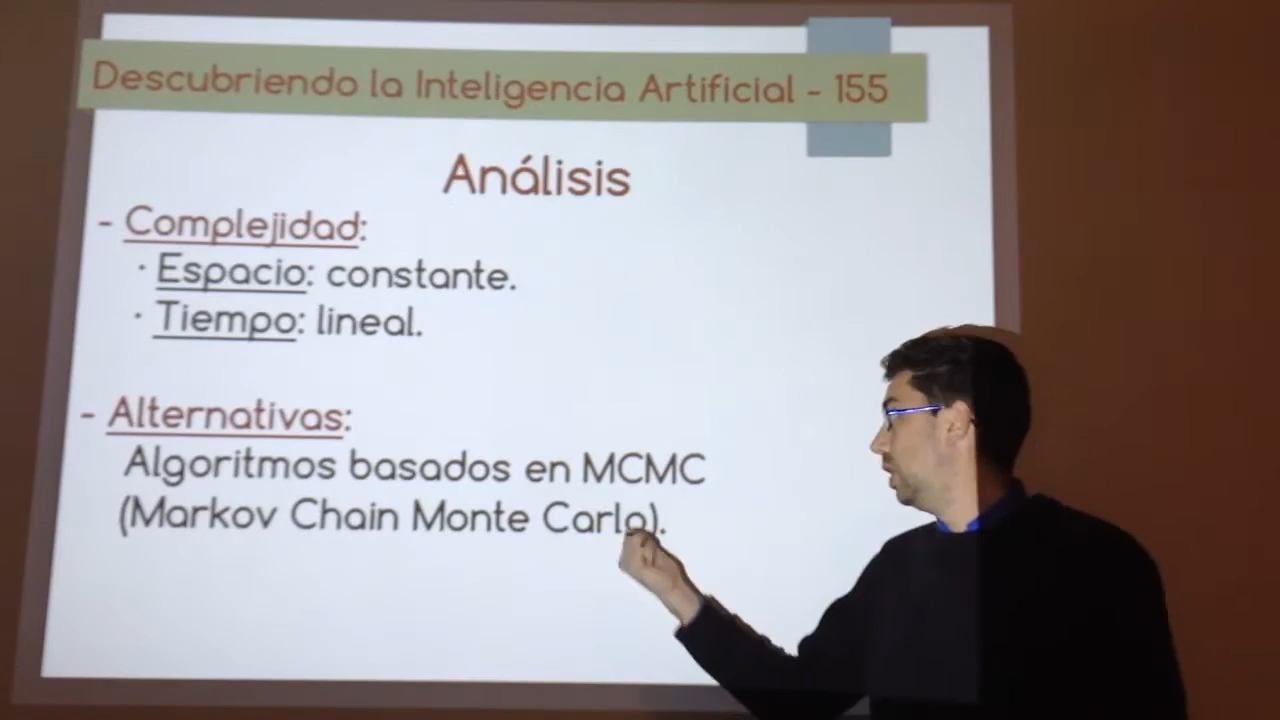 Descubriendo la Inteligencia Artificial - 155
Análisis
- Complejidad:
· Espacio: constante.
· Tiempo: lineal.
- Alternativas:
Algoritmos basados en MCMC
(Markov Chain Monte Carlo).